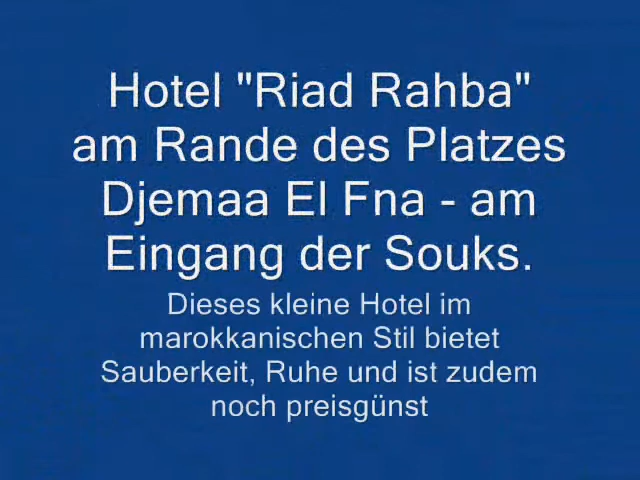 Hotel "Riad Rahba"
am Rande des Platzes
Djemaa El Fna - am
Eingang der Souks.
Dieses kleine Hotel im
marokkanischen Stil bietet
Sauberkeit, Ruhe und ist zudem
noch preisgünst